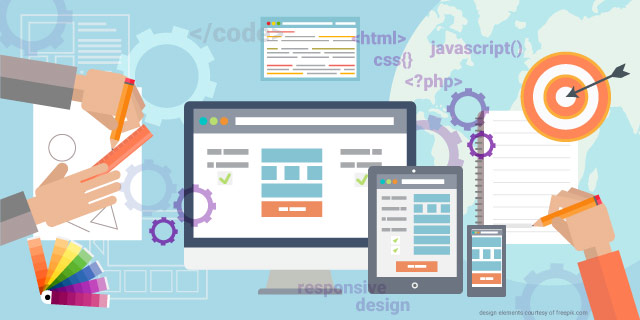 </code>
<html>
css{}
javascript()
<?php>
responsive
design
design elements courtesy of freepik.com